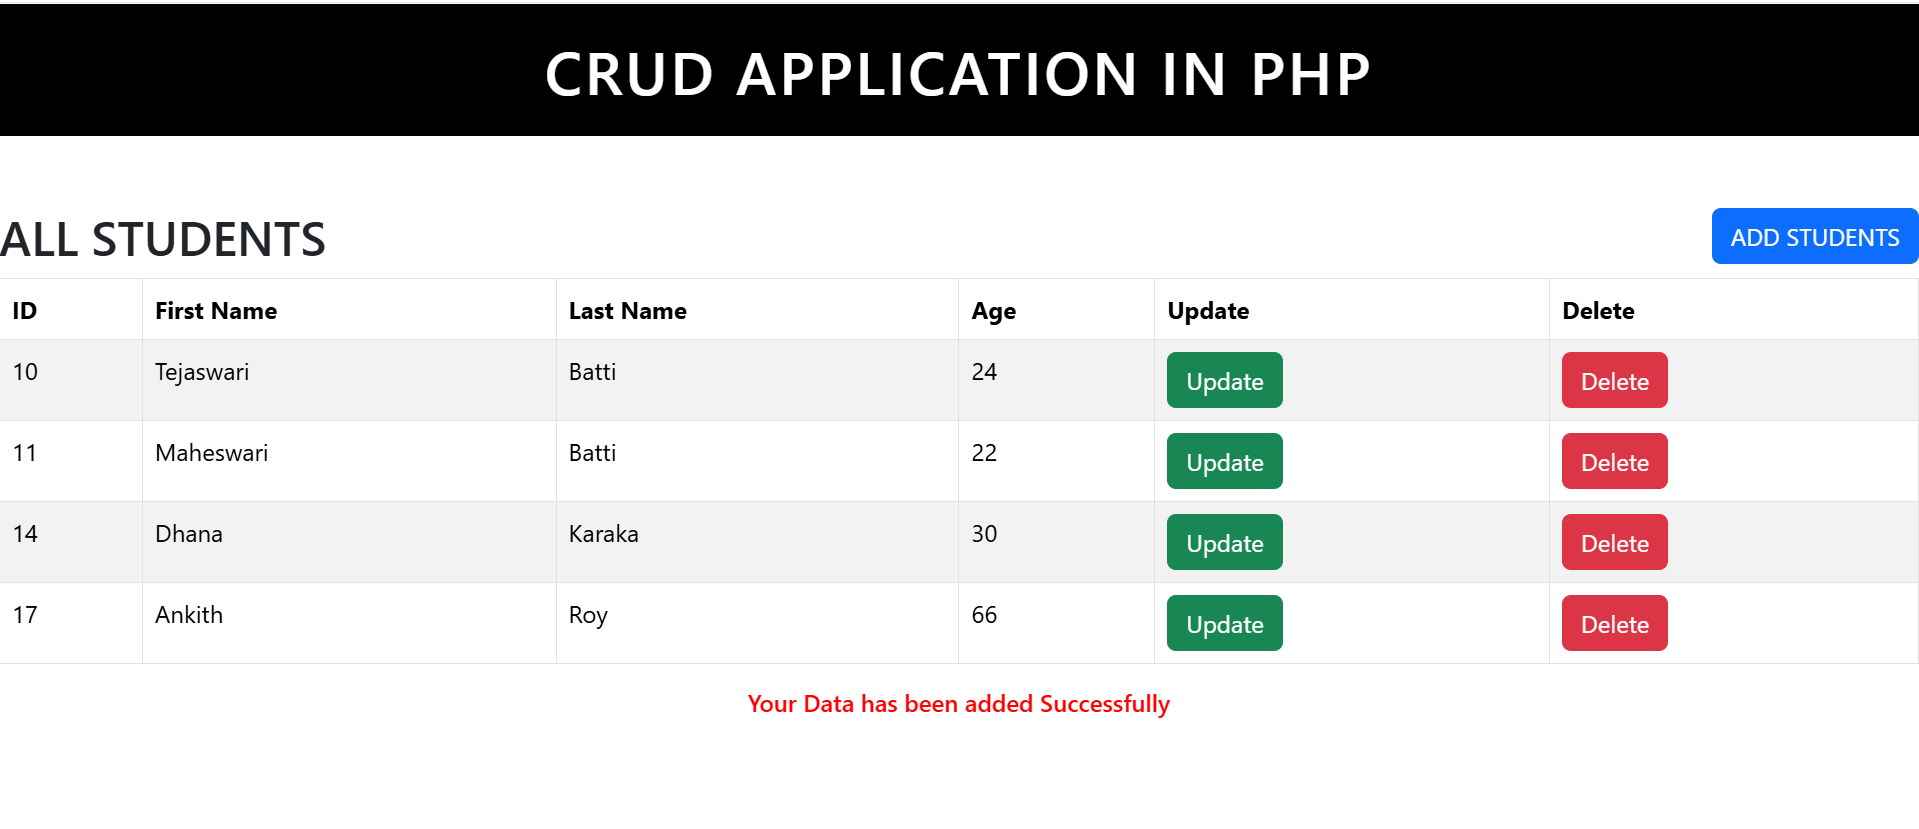 CRUD APPLICATION IN PHP
ALL STUDENTS ADD STUDENTS
ID First Name Last Name Age Update Delete
10 Tejaswari Batti 24 Update Delete
11 Maheswari Batti 22 Update Delete
14 Dhana Karaka 30 Update Delete
17 Ankith Roy 66 Update Delete
Your Data has been added Successfully